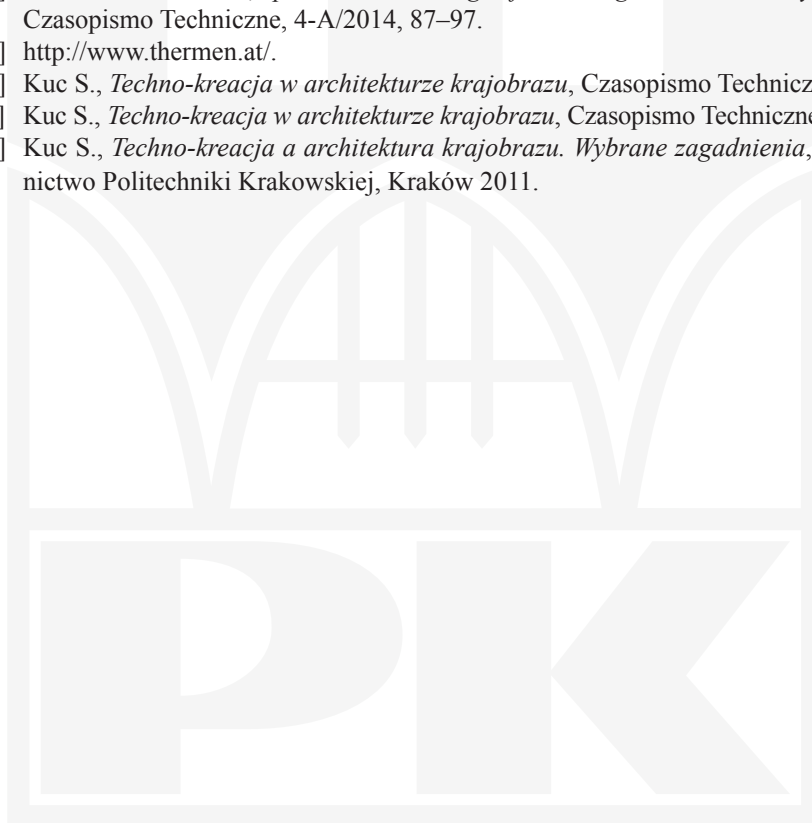 Czasopismo Techniczne, 4-A/2014, 87–97.
] http://www.thermen.at/.
] Kuc S., Techno-kreacja w architekturze krajobrazu, Czasopismo Technicz
] Kuc S., Techno-kreacja w architekturze krajobrazu, Czasopismo Techniczne
] Kuc S., Techno-kreacja a architektura krajobrazu. Wybrane zagadnienia,
nictwo Politechniki Krakowskiej, Kraków 2011.
PK